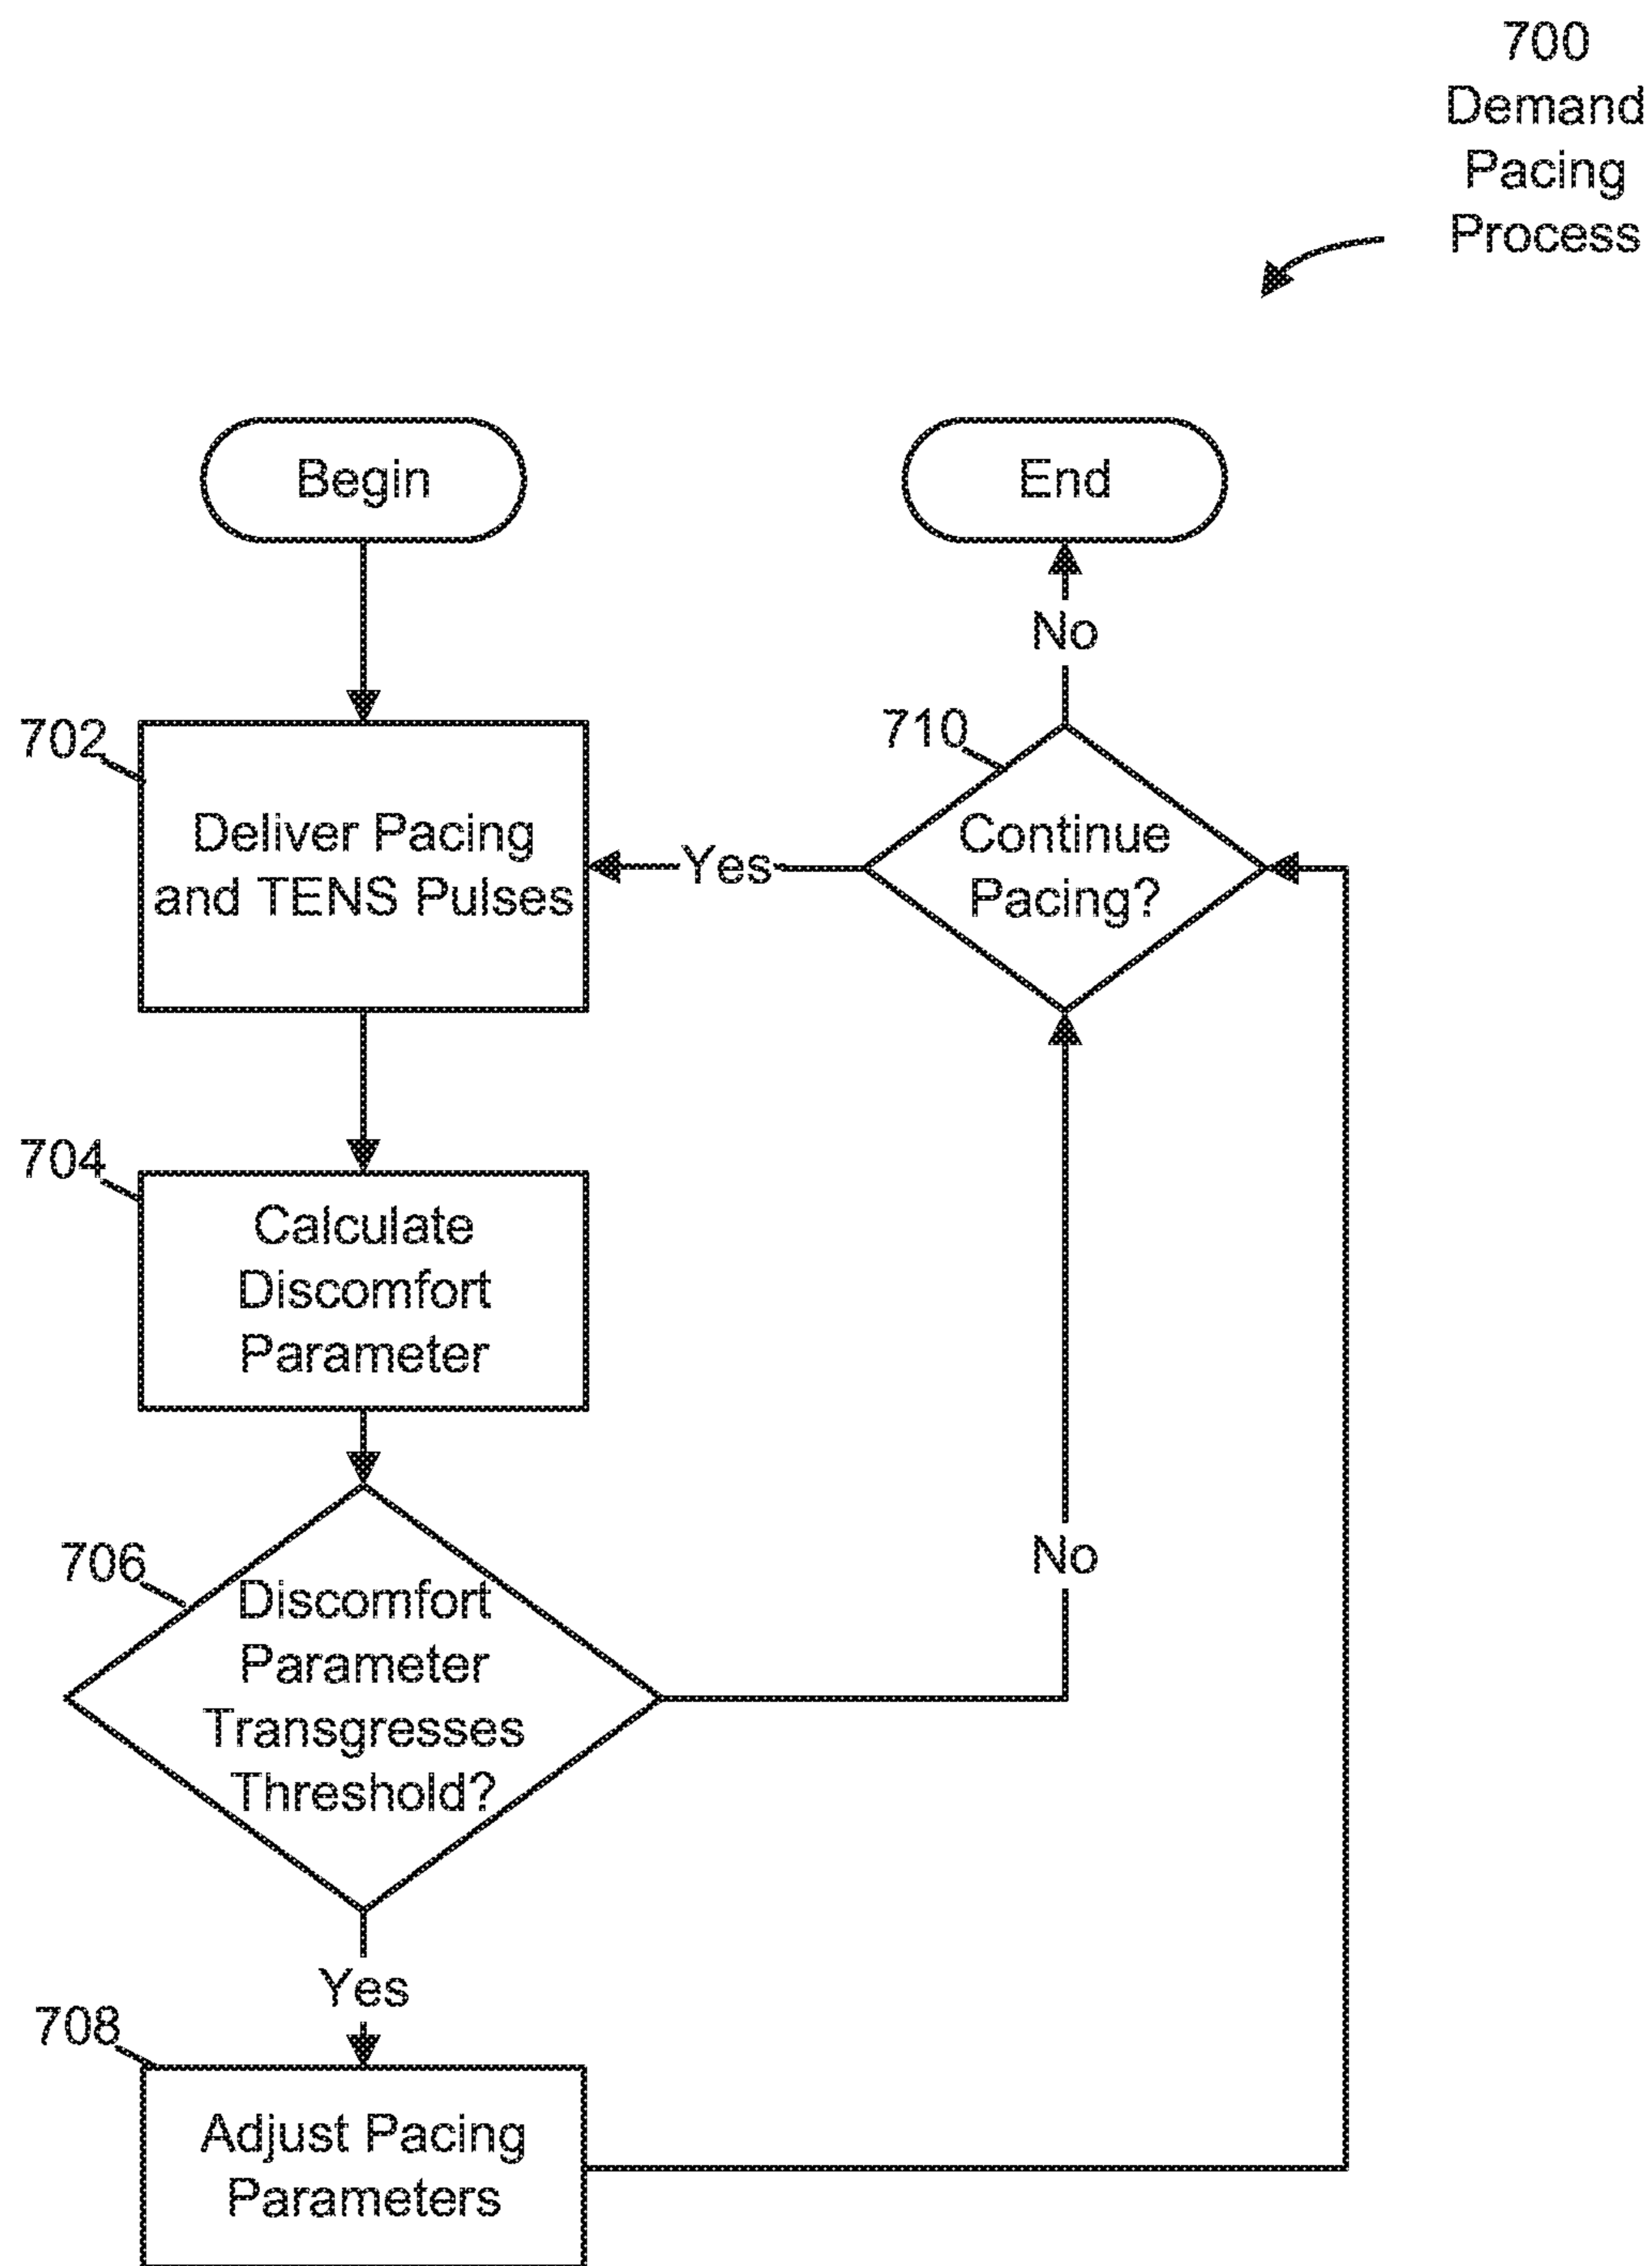 700
Demand
Pacing
Process
Begin
End
No
702
710
Deliver Pacing
and TENS Pulses
Yes
Continue
Pacing?
704
Calculate
Discomfort
Parameter
706
Discomfort
Parameter
Transgresses
Threshold?
No
Yes
708
Adjust Pacing
Parameters